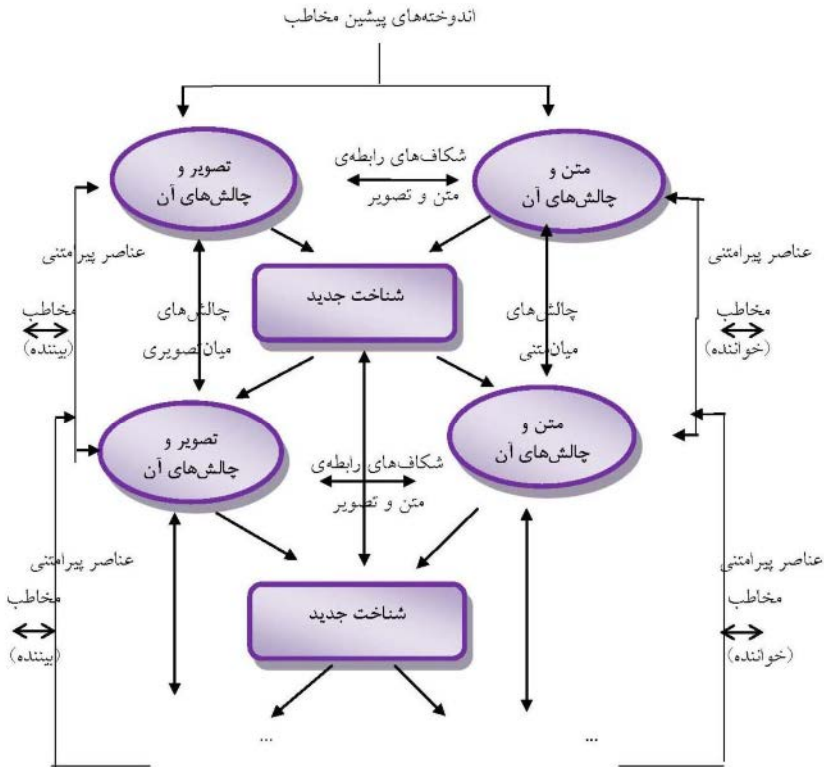 اندوخته‌های پیشین مخاطب
متن و
چالش‌های آن
شکاف‌های رابطه‌ی
متن و تصویر
تصویر و
چالش‌های آن
عناصر پیرامتنی
مخاطب
(خواننده)
چالش‌های
میان‌متنی
شناخت جدید
چالش‌های
میان‌تصویری
عناصر پیرامتنی
مخاطب
(بیننده)
متن و
چالش‌های آن
شکاف‌های رابطه‌ی
متن و تصویر
تصویر و
چالش‌های آن
عناصر پیرامتنی
مخاطب
(خواننده)
شناخت جدید
عناصر پیرامتنی
مخاطب
(بیننده)
...
...